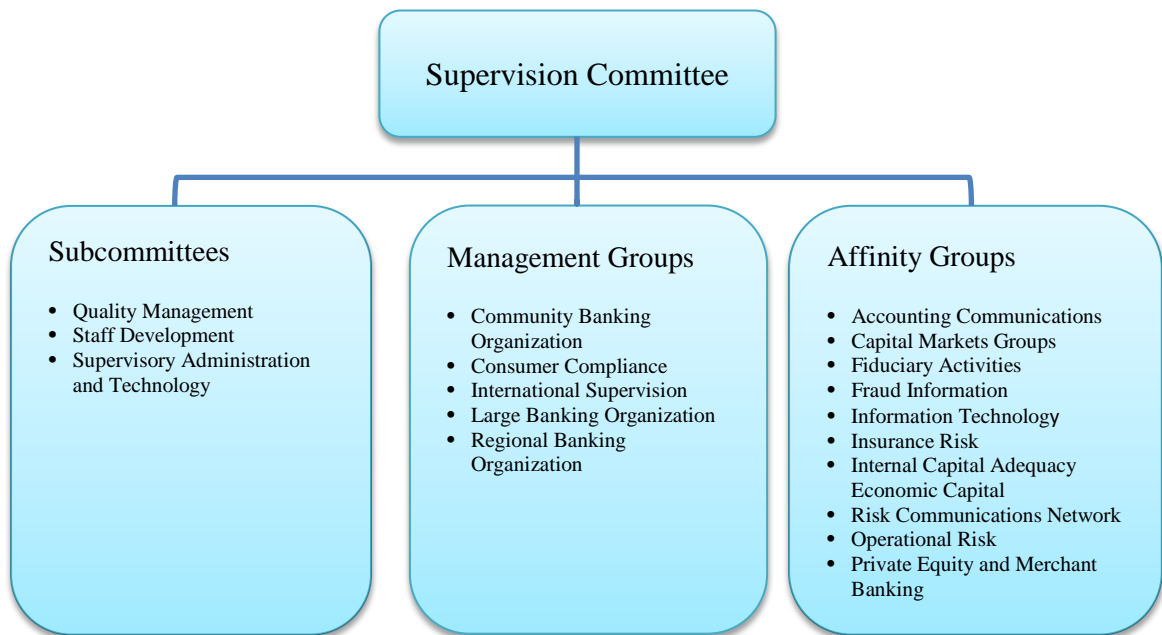 Supervision Committee
Subcommittees
• Quality Management
• Staff Development
• Supervisory Administration
and Technology
Management Groups
• Community Banking
Organization
• Consumer Compliance
• International Supervision
• Large Banking Organization
• Regional Banking
Organization
Affinity Groups
• Accounting Communications
• Capital Markets Groups
• Fiduciary Activities
• Fraud Information
• Information Technology
• Insurance Risk
• Internal Capital Adequacy
Economic Capital
• Risk Communications Network
• Operational Risk
• Private Equity and Merchant
Banking